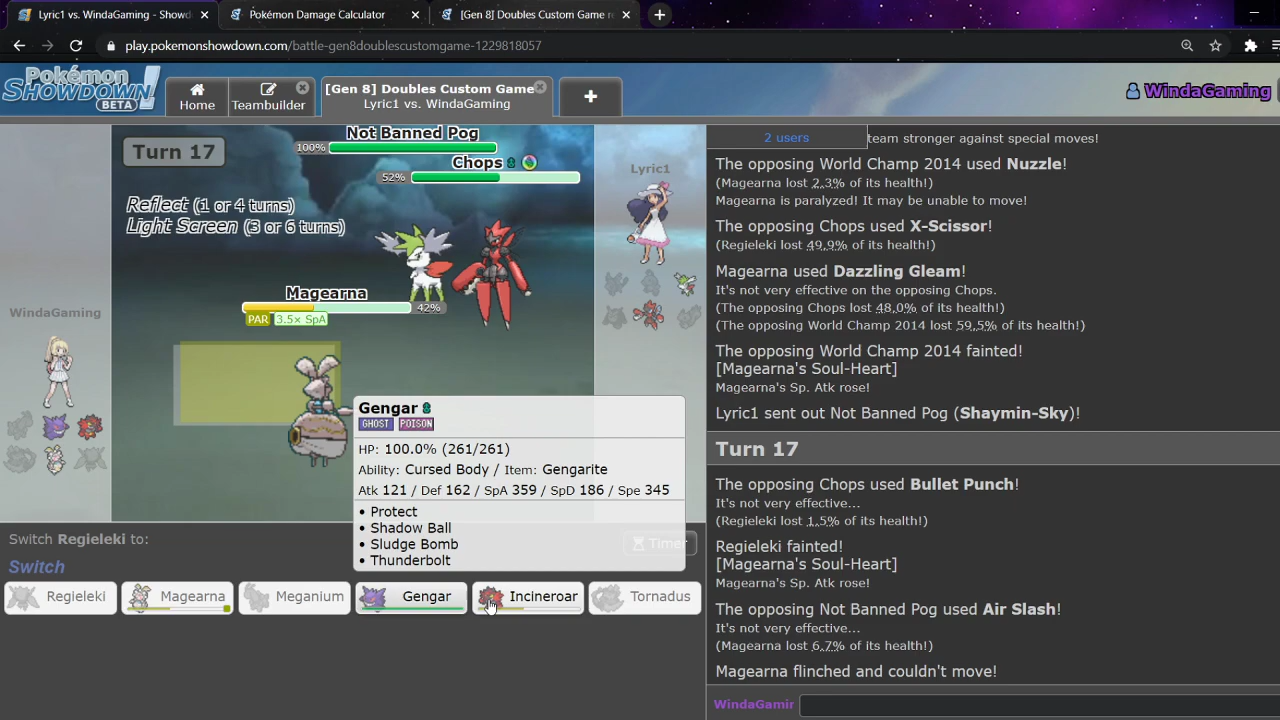 Lyric1 vs. WindaGaming - Showd
Pokémon Damage Calculator
[Gen 8] Doubles Custom Game re
play.pokemonshowdown.com/battle-gen8doublescustomgame-1229818057
Pokémon
Showdown!
BETA
Home
Teambuilder
[Gen 8] Doubles Custom Game
Lyric1 vs. WindaGaming
WindaGaming
Turn 17
Not Banned Pog
100%
Chops
52%
Reflect (1 or 4 turns)
Light Screen (3 or 6 turns)
Magearna
42%
PAR 3.5× SpA
WindaGaming
Lyric1
Gengar
GHOST POISON
HP: 100.0% (261/261)
Ability: Cursed Body / Item: Gengarite
Atk 121 / Def 162 / SpA 359 / SpD 186 / Spe 345
• Protect
• Shadow Ball
• Sludge Bomb
• Thunderbolt
Switch Regieleki to:
Timer
Switch
Regieleki
Magearna
Meganium
Gengar
Incineroar
Tornadus
2 users
team stronger against special moves!
The opposing World Champ 2014 used Nuzzle!
(Magearna lost 2.3% of its health!)
Magearna is paralyzed! It may be unable to move!
The opposing Chops used X-Scissor!
(Regieleki lost 49.9% of its health!)
Magearna used Dazzling Gleam!
It's not very effective on the opposing Chops.
(The opposing Chops lost 48.0% of its health!)
(The opposing World Champ 2014 lost 59.5% of its health!)
The opposing World Champ 2014 fainted!
[Magearna's Soul-Heart]
Magearna's Sp. Atk rose!
Lyric1 sent out Not Banned Pog (Shaymin-Sky)!
Turn 17
The opposing Chops used Bullet Punch!
It's not very effective...
(Regieleki lost 1.5% of its health!)
Regieleki fainted!
[Magearna's Soul-Heart]
Magearna's Sp. Atk rose!
The opposing Not Banned Pog used Air Slash!
It's not very effective...
(Magearna lost 6.7% of its health!)
Magearna flinched and couldn't move!
WindaGamin